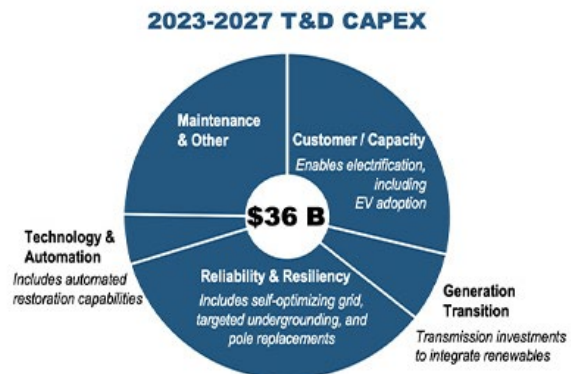 2023-2027 T&D CAPEX
Maintenance
& Other
Customer / Capacity
Enables electrification,
including
EV adoption
$36 B
Technology &
Automation
Includes automated
restoration capabilities
Reliability & Resiliency
Includes self-optimizing grid,
targeted undergrounding, and
pole replacements
Generation
Transition
Transmission investments
to integrate renewables